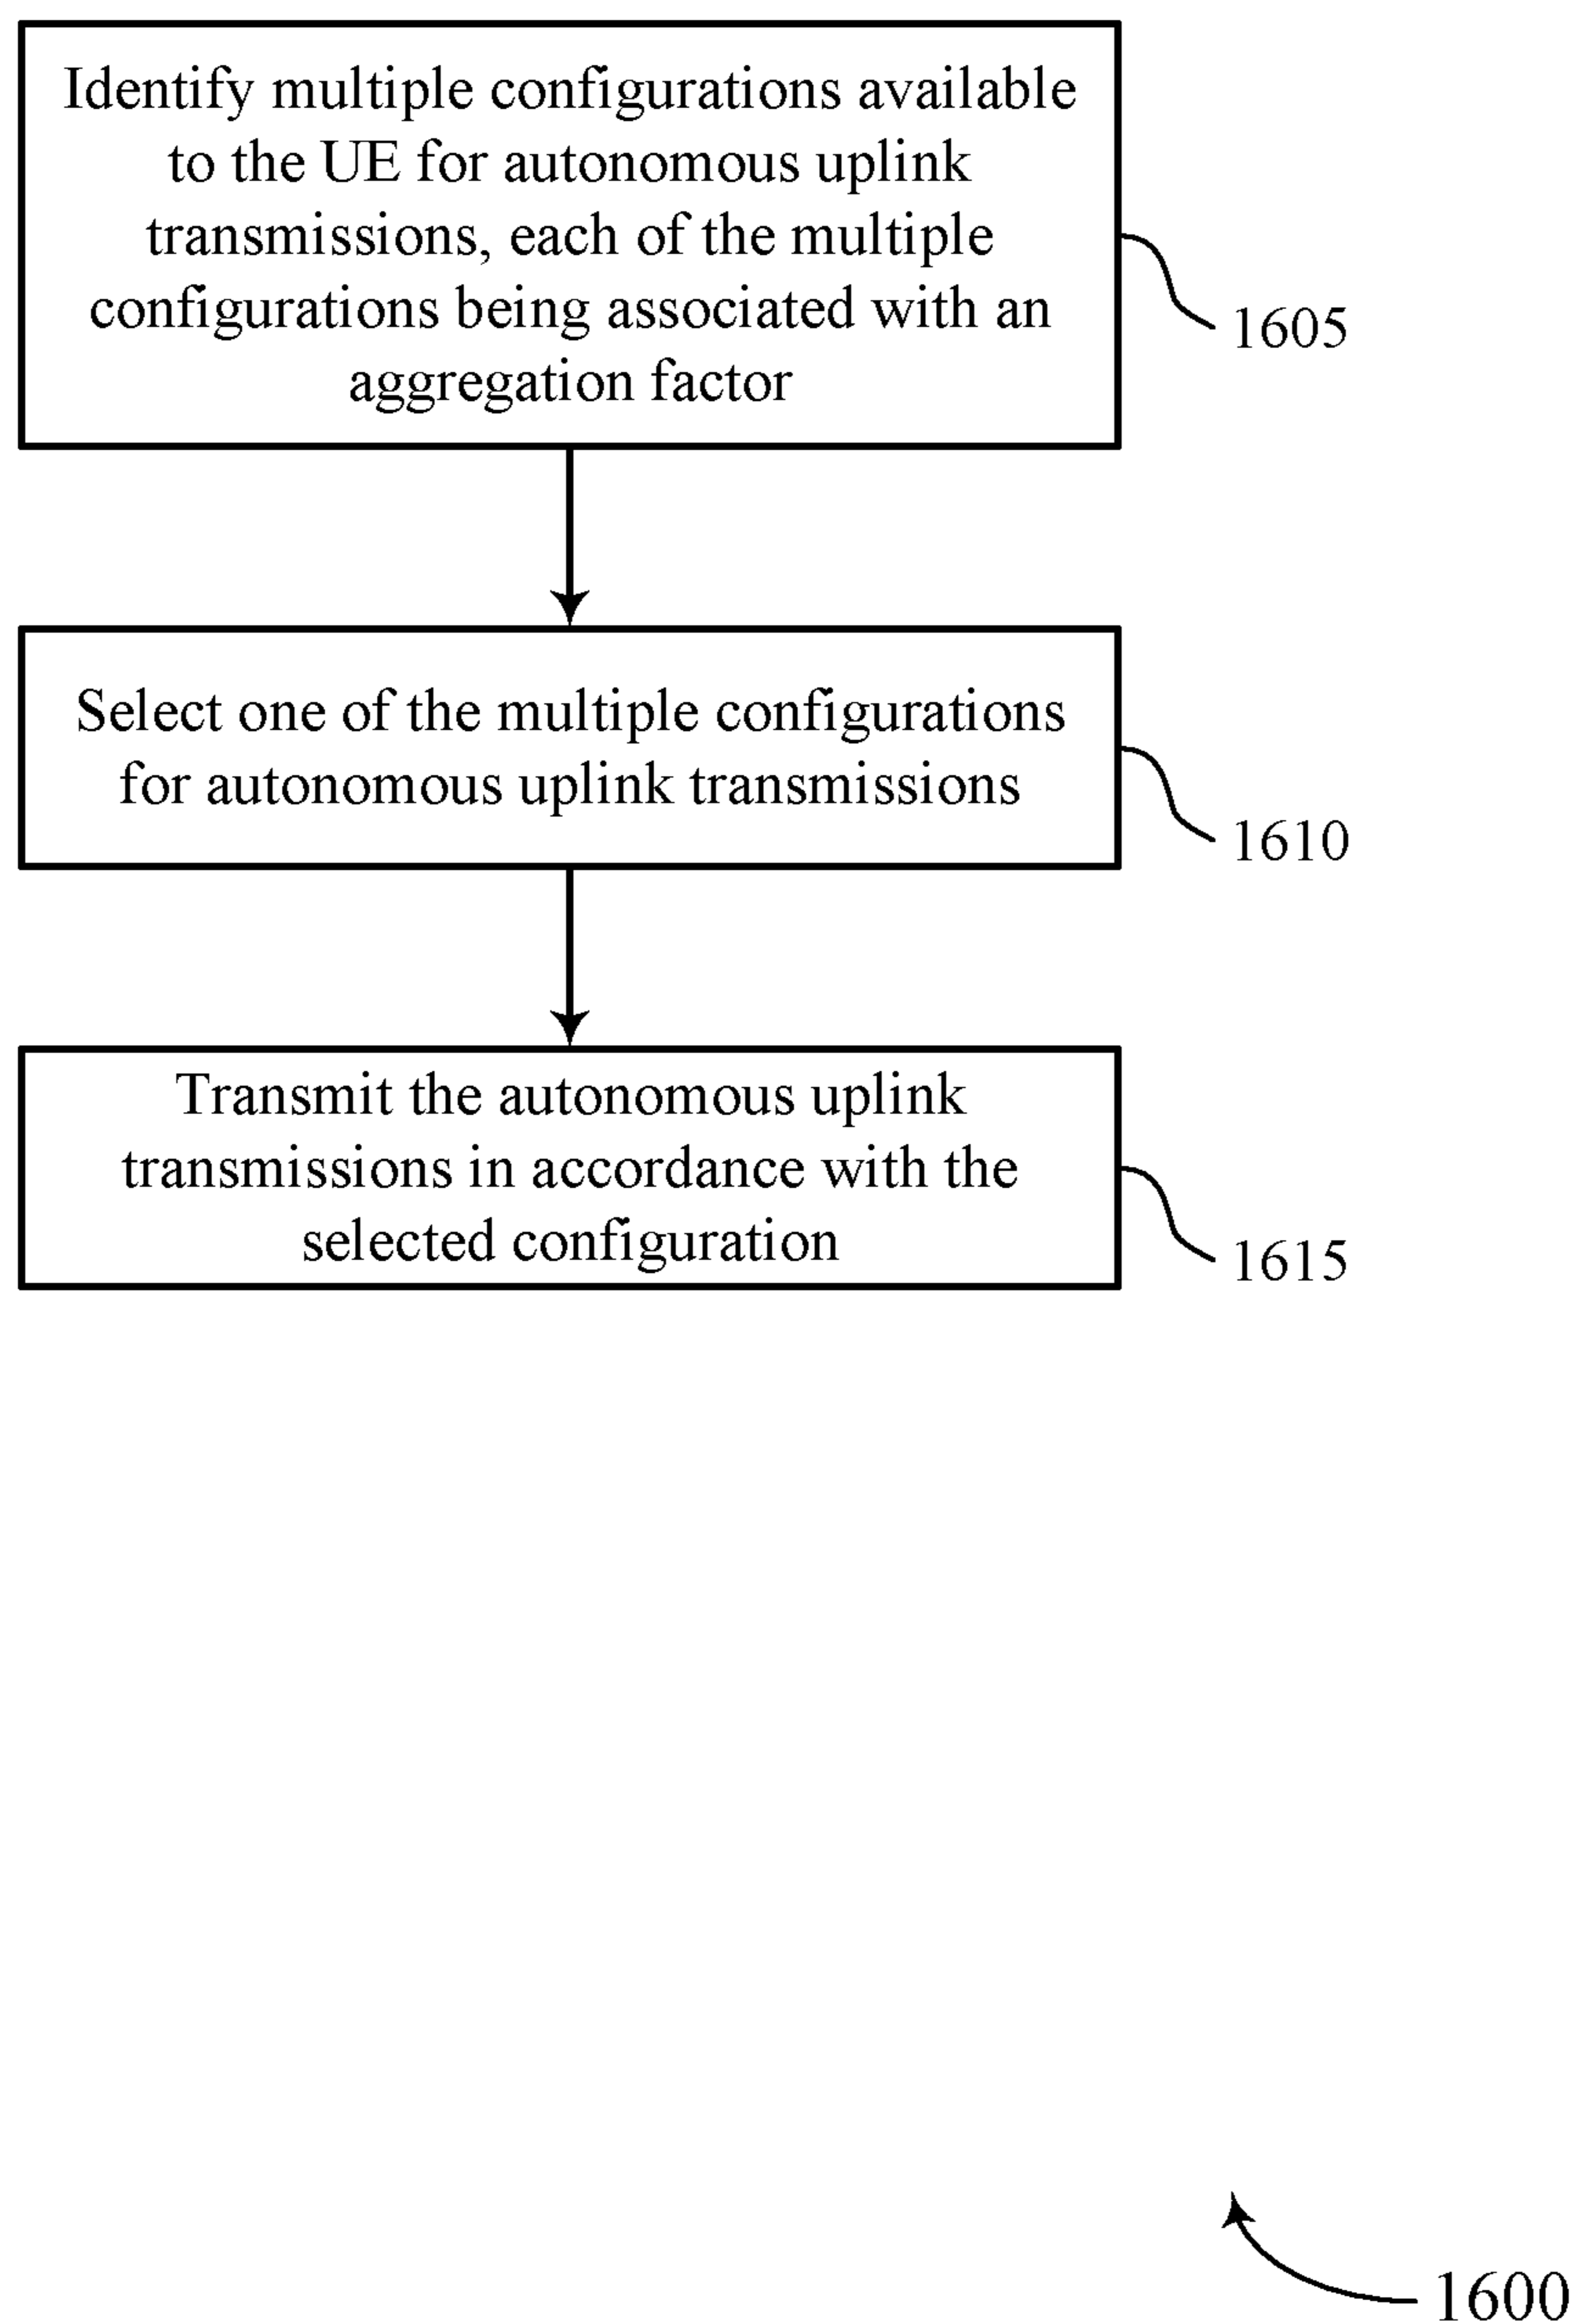 Identify multiple configurations available
to the UE for autonomous uplink
transmissions, each of the multiple
configurations being associated with an
aggregation factor
1605
Select one of the multiple configurations
for autonomous uplink transmissions
1610
Transmit the autonomous uplink
transmissions in accordance with the
selected configuration
1615
1600